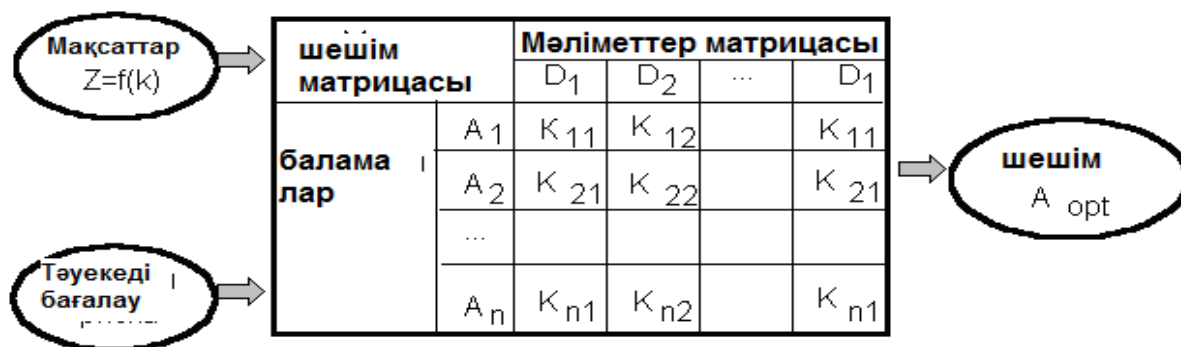 Мақсаттар
Z=f(k)
шешім
матрицасы
Мәліметтер матрицасы
D1 D2 ... D1
балама
лар
A1 K11 K12 K11
A2 K21 K22 K21
...
An Kn1 Kn2 Kn1
Тәуекеді
бағалау
шешім
A opt